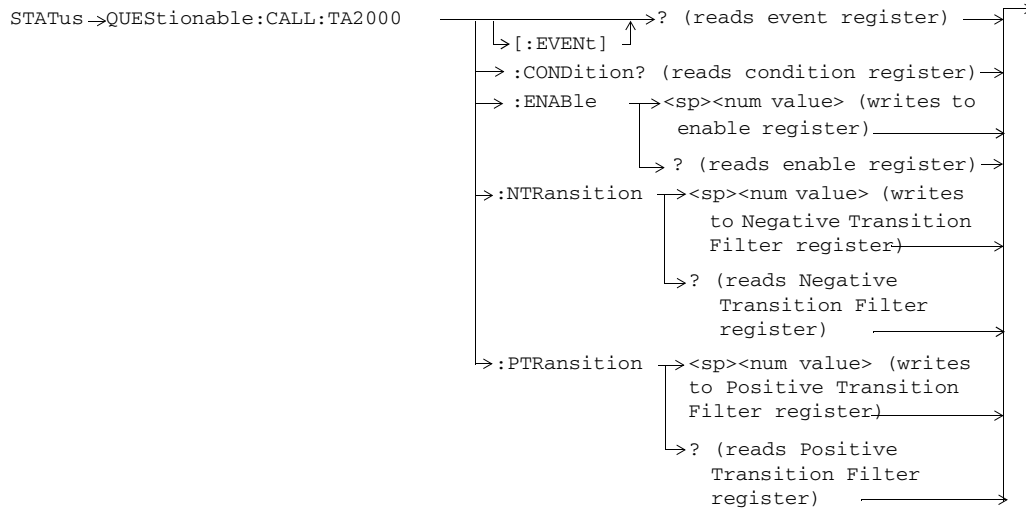 STATus QUEStionable:CALL:TA2000 ? (reads event register)
[:EVENt]
:CONDition? (reads condition register)
:ENABle <sp><num value> (writes to
enable register)
? (reads enable register)
:NTRansition <sp><num value> (writes
to Negative Transition
Filter register)
? (reads Negative
Transition Filter
register)
:PTRansition <sp><num value> (writes
to Positive Transition
Filter register)
? (reads Positive
Transition Filter
register)